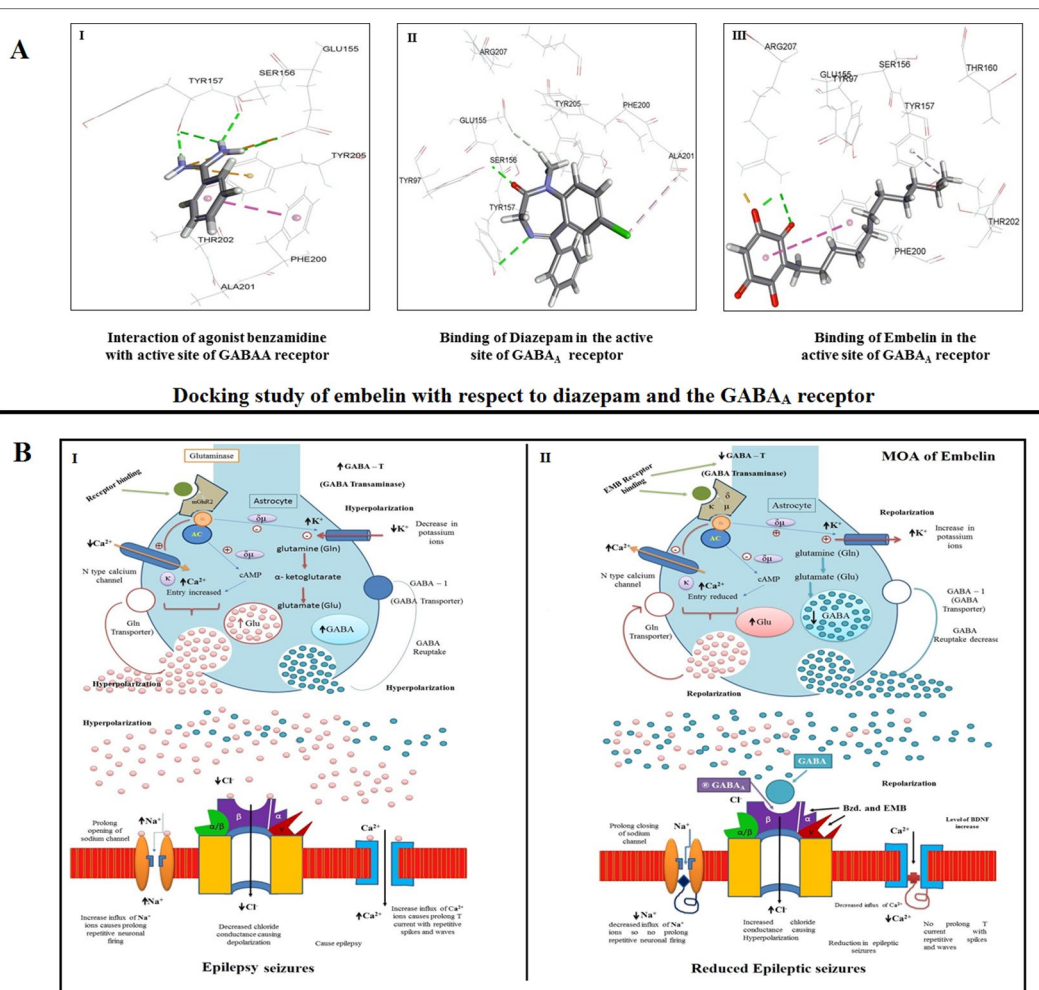 A
I
GLU155
SER156
TYR157
TYR205
THR202
PHE200
ALA201
II
ARG207
TYR205
PHE200
GLU155
ALA201
SER156
TYR97
TYR157
III
ARG207
SER156
THR160
GLU155
TYR97
TYR157
THR202
PHE200
Interaction of agonist benzamidine
with active site of GABAA receptor
Binding of Diazepam in the active
site of GABA_A receptor
Binding of Embelin in the
active site of GABA_A receptor
Docking study of embelin with respect to diazepam and the GABA_A receptor
B
I
Glutaminase
↑GABA – T
(GABA Transaminase)
Receptor binding
mGluR2
Astrocyte
Hyperpolarization
AC
δμ
↑K⁺
↓K⁺
Decrease in
potassium
ions
↓Ca²⁺
δμ
glutamine (Gln)
N type calcium
channel
K
cAMP
α- ketoglutarate
↑Ca²⁺
Entry increased
GABA – 1
(GABA Transporter)
glutamate (Glu)
Gln
Transporter)
↑Glu
↑GABA
GABA
Reuptake
Hyperpolarization
Hyperpolarization
Hyperpolarization
↓Cl⁻
Prolong
opening of
sodium channel
↑Na⁺
α/β
β
α
γ
Ca²⁺
↑Na⁺
↓Cl⁻
↑Ca²⁺
Increase influx of Na⁺
ions causes prolong
repetitive neuronal
firing
Decreased chloride
conductance causing
depolarization
Cause epilepsy
Increase influx of Ca²⁺
ions causes prolong T
current with repetitive
spikes and waves
Epilepsy seizures
II
↓GABA – T
(GABA Transaminase)
MOA of Embelin
EMB Receptor
binding
κ
δ
μ
Astrocyte
Repolarization
AC
δμ
↑K⁺
↑K⁺
Increase in
potassium
ions
↑Ca²⁺
δμ
glutamine (Gln)
N type calcium
channel
K
cAMP
glutamate (Glu)
↑Ca²⁺
Entry reduced
GABA – 1
(GABA
Transporter)
Gln
Transporter)
↑Glu
↓GABA
GABA
Reuptake decrease
Repolarization
GABA
Repolarization
® GABA_A
Cl⁻
Bzd. and EMB
Prolong closing
of sodium
channel
Na⁺
α/β
β
α
γ
Ca²⁺
Level of BDNF
increase
↓Na⁺
↑Cl⁻
Decreased influx of Ca²⁺
↓Ca²⁺
decreased influx of Na⁺
ions so no prolong
repetitive neuronal firing
Increased chloride
conductance causing
Hyperpolarization
Reduction in epileptic
seizures
No prolong T
current with
repetitive spikes
and waves
Reduced Epileptic seizures